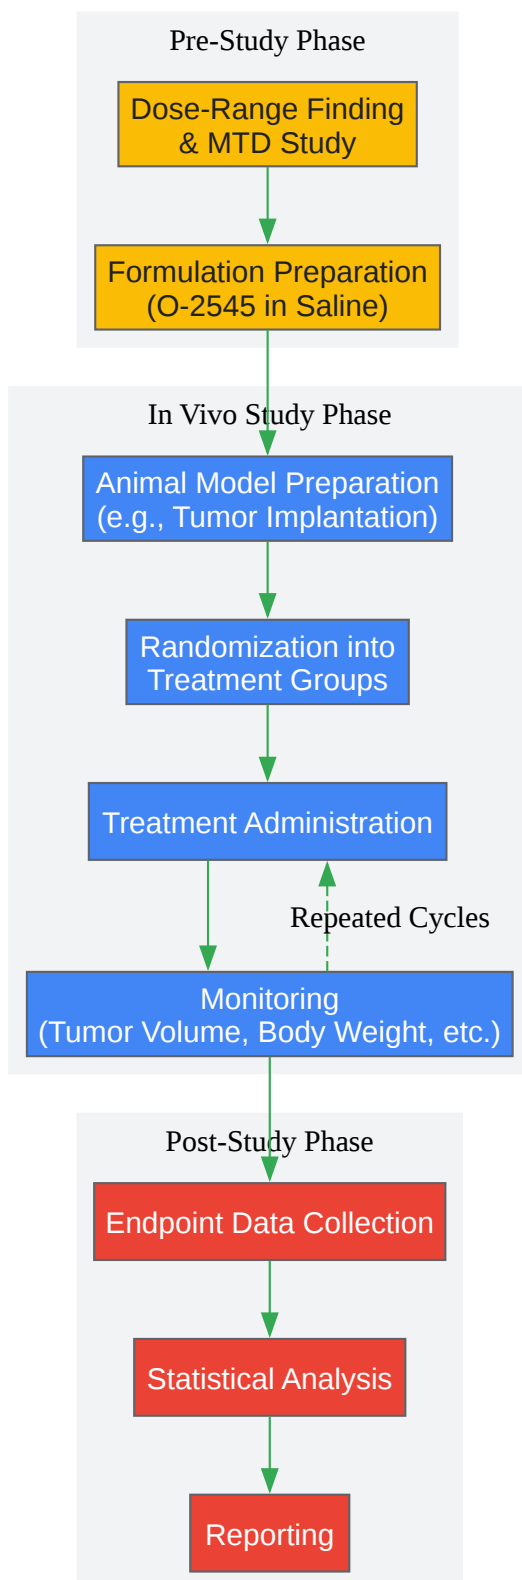 Pre-Study Phase
Dose-Range Finding
& MTD Study
Formulation Preparation
(O-2545 in Saline)
In Vivo Study Phase
Animal Model Preparation
(e.g., Tumor Implantation)
Randomization into
Treatment Groups
Treatment Administration
Repeated Cycles
Monitoring
(Tumor Volume, Body Weight, etc.)
Post-Study Phase
Endpoint Data Collection
Statistical Analysis
Reporting